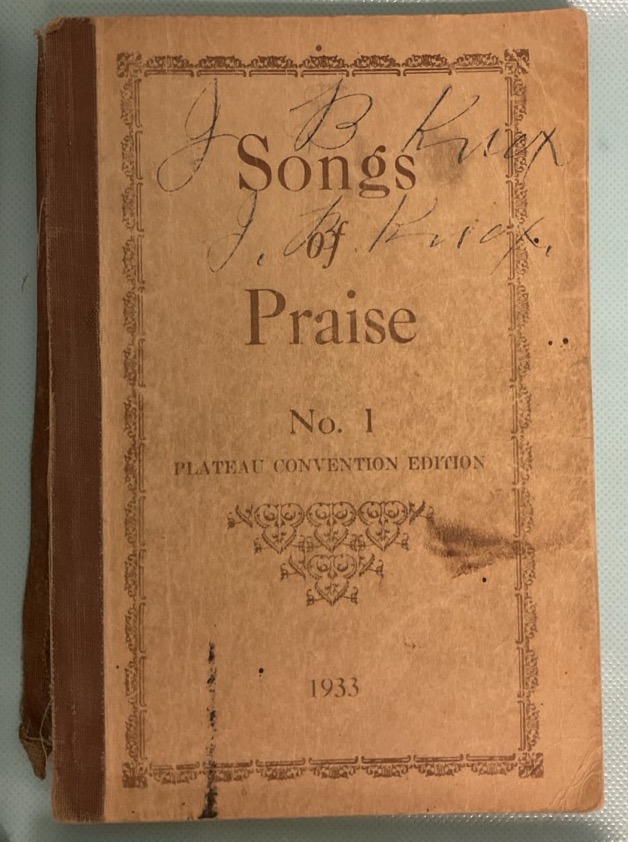 J B Knox
Songs
J. B. Knox.
of
Praise
No. 1
PLATEAU CONVENTION EDITION
1933